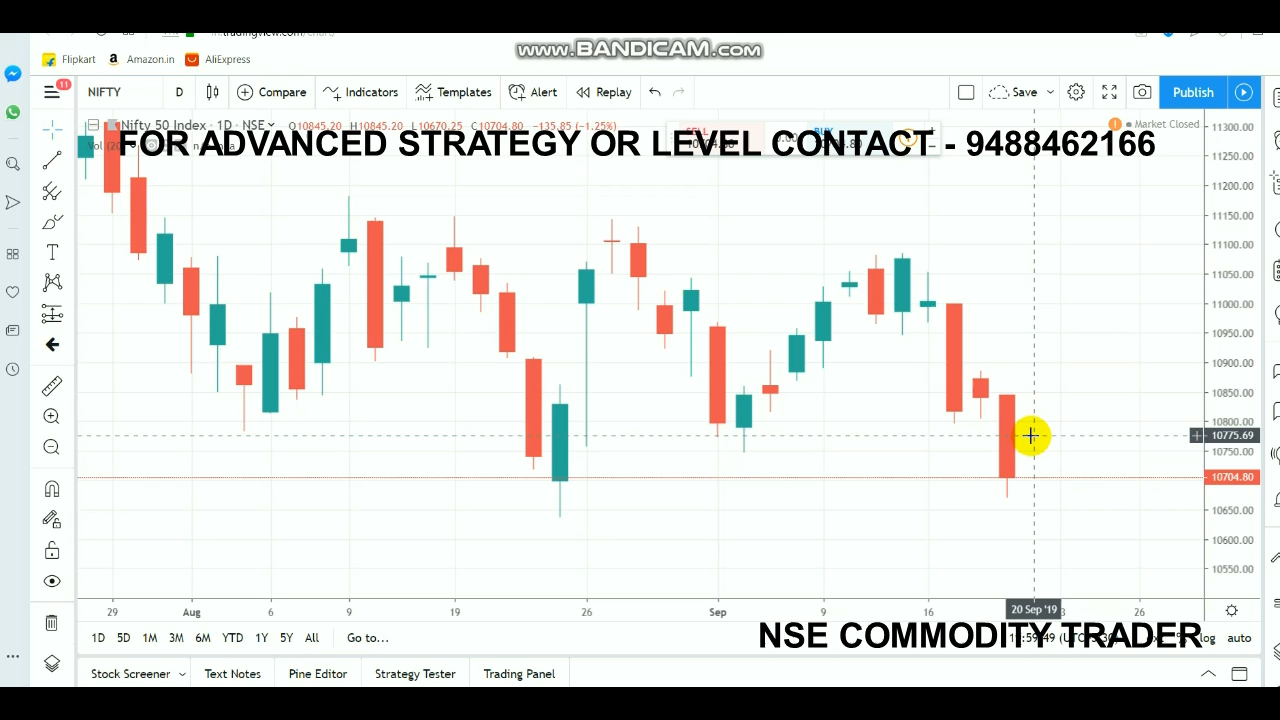 www.BANDICAM.com
Flipkart Amazon.in AliExpress
11 NIFTY D Compare Indicators Templates Alert Replay Save Publish
Nifty 50 Index · 1D · NSE O10845.20 H10845.20 L10670.25 C10704.80 -135.85 (-1.25%)
SELL BUY Market Closed
FOR ADVANCED STRATEGY OR LEVEL CONTACT - 9488462166
11300.00
11250.00
11200.00
11150.00
11100.00
11050.00
11000.00
10950.00
10900.00
10850.00
10800.00
10775.69
10750.00
10704.80
10650.00
10600.00
10550.00
29 Aug 6 9 19 26 Sep 9 16 20 Sep '19 26
1D 5D 1M 3M 6M YTD 1Y 5Y All Go to... log auto
NSE COMMODITY TRADER
Stock Screener Text Notes Pine Editor Strategy Tester Trading Panel